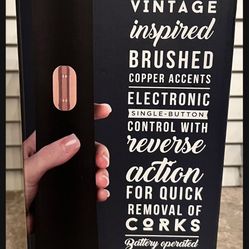 VINTAGE
inspired
BRUSHED
COPPER ACCENTS
ELECTRONIC
SINGLE-BUTTON
CONTROL WITH
reverse
action
FOR QUICK
REMOVAL OF
CORKS
Battery operated